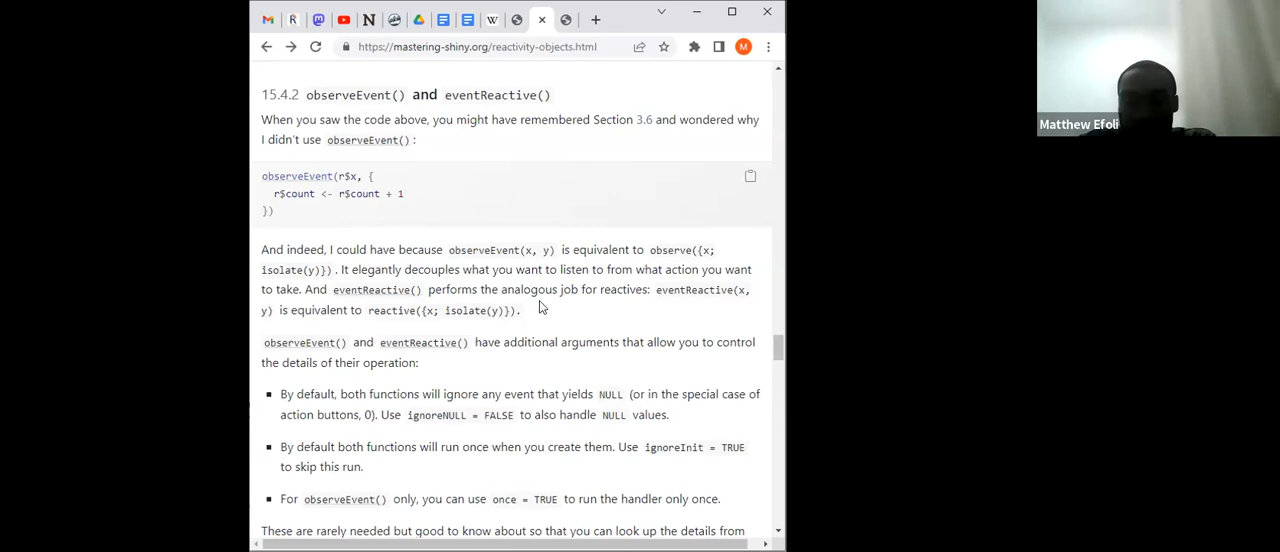 https://mastering-shiny.org/reactivity-objects.html
M
Matthew Efoli
15.4.2 observeEvent() and eventReactive()
When you saw the code above, you might have remembered Section 3.6 and wondered why
I didn't use observeEvent() :
observeEvent(r$x, {
r$count <- r$count + 1
})
And indeed, I could have because observeEvent(x, y) is equivalent to observe({x;
isolate(y)}) . It elegantly decouples what you want to listen to from what action you want
to take. And eventReactive() performs the analogous job for reactives: eventReactive(x,
y) is equivalent to reactive({x; isolate(y)}).
observeEvent() and eventReactive() have additional arguments that allow you to control
the details of their operation:
By default, both functions will ignore any event that yields NULL (or in the special case of
action buttons, 0). Use ignoreNULL = FALSE to also handle NULL values.
By default both functions will run once when you create them. Use ignoreInit = TRUE
to skip this run.
For observeEvent() only, you can use once = TRUE to run the handler only once.
These are rarely needed but good to know about so that you can look up the details from